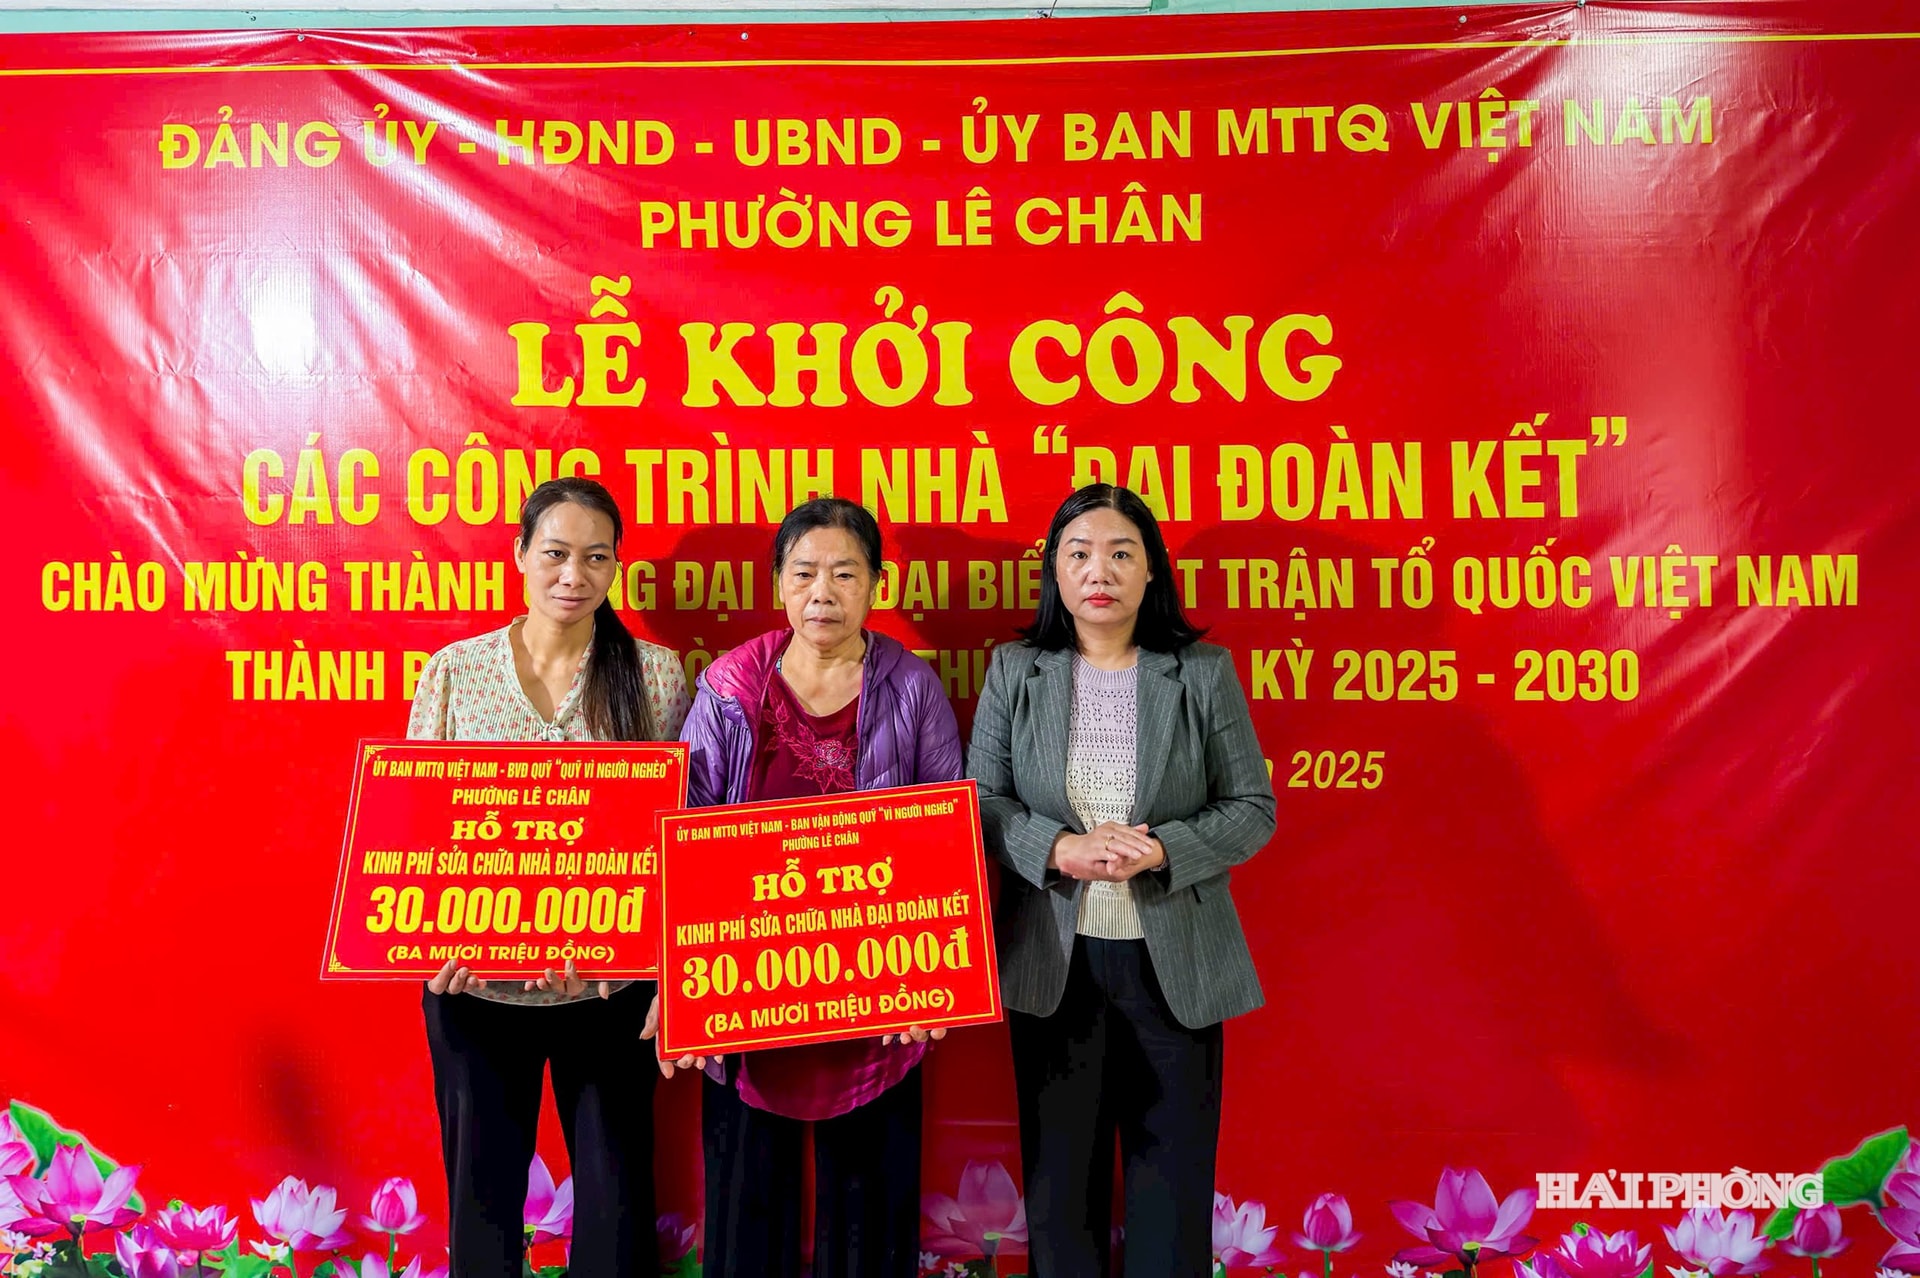 ĐẢNG ỦY - HĐND - UBND - ỦY BAN MTTQ VIỆT NAM
PHƯỜNG LÊ CHÂN
LỄ KHỞI CÔNG
CÁC CÔNG TRÌNH NHÀ “ĐẠI ĐOÀN KẾT”
CHÀO MỪNG THÀNH ĐẠI ĐẠI BIỂU TRẬN TỔ QUỐC VIỆT NAM
THÀNH KỲ 2025 - 2030
2025
ỦY BAN MTTQ VIỆT NAM - BVĐ QUỸ "QUỸ VÌ NGƯỜI NGHÈO"
PHƯỜNG LÊ CHÂN
HỖ TRỢ
KINH PHÍ SỬA CHỮA NHÀ ĐẠI ĐOÀN KẾT
30.000.000đ
(BA MƯƠI TRIỆU ĐỒNG)
ỦY BAN MTTQ VIỆT NAM - BAN VẬN ĐỘNG QUỸ "VÌ NGƯỜI NGHÈO"
PHƯỜNG LÊ CHÂN
HỖ TRỢ
KINH PHÍ SỬA CHỮA NHÀ ĐẠI ĐOÀN KẾT
30.000.000đ
(BA MƯƠI TRIỆU ĐỒNG)
HẢI PHÒNG